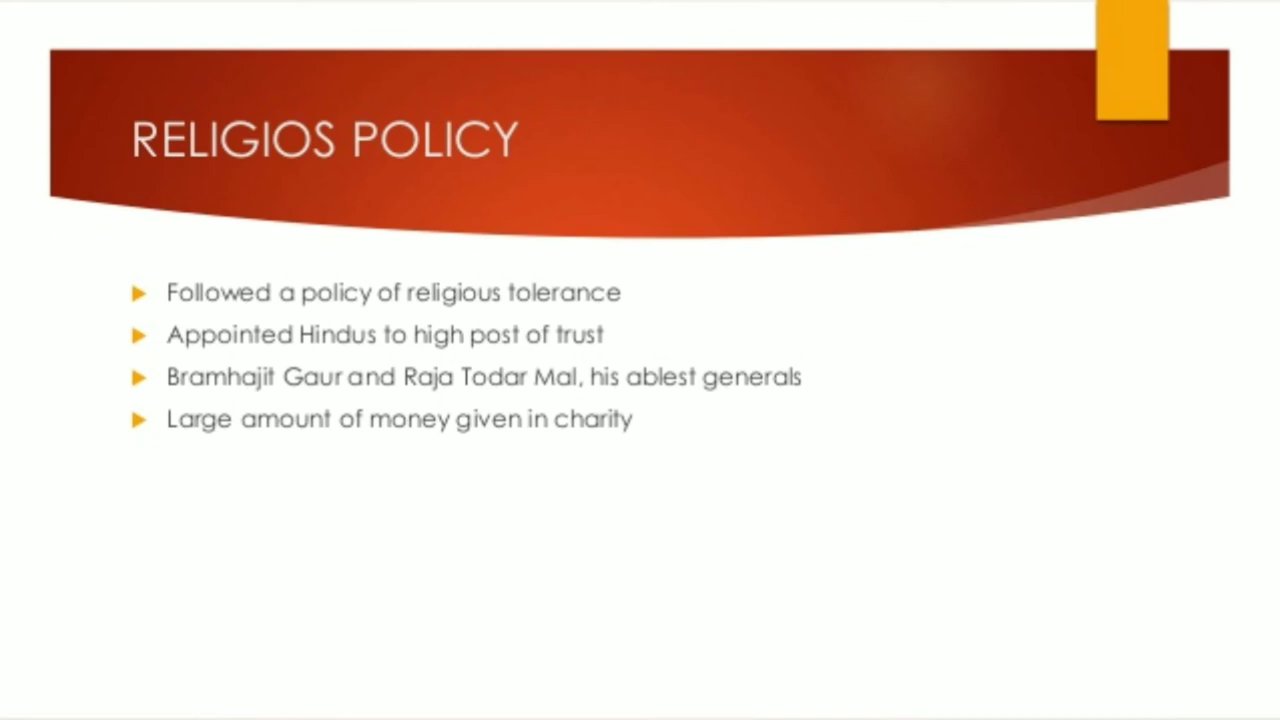 RELIGIOS POLICY
Followed a policy of religious tolerance
Appointed Hindus to high post of trust
Bramhajit Gaur and Raja Todar Mal, his ablest generals
Large amount of money given in charity